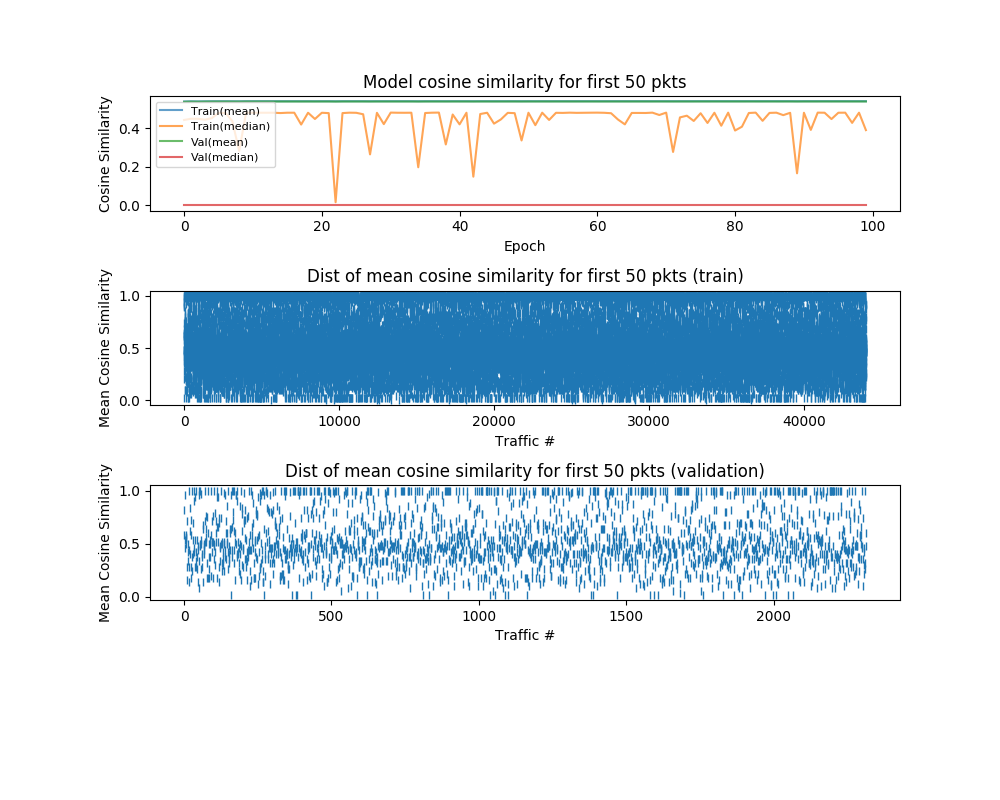 Model cosine similarity for first 50 pkts
Cosine Similarity
0.4
0.2
0.0
Train(mean)
Train(median)
Val(mean)
Val(median)
0 20 40 60 80 100
Epoch
Dist of mean cosine similarity for first 50 pkts (train)
Mean Cosine Similarity
1.0
0.5
0.0
0 10000 20000 30000 40000
Traffic #
Dist of mean cosine similarity for first 50 pkts (validation)
Mean Cosine Similarity
1.0
0.5
0.0
0 500 1000 1500 2000
Traffic #